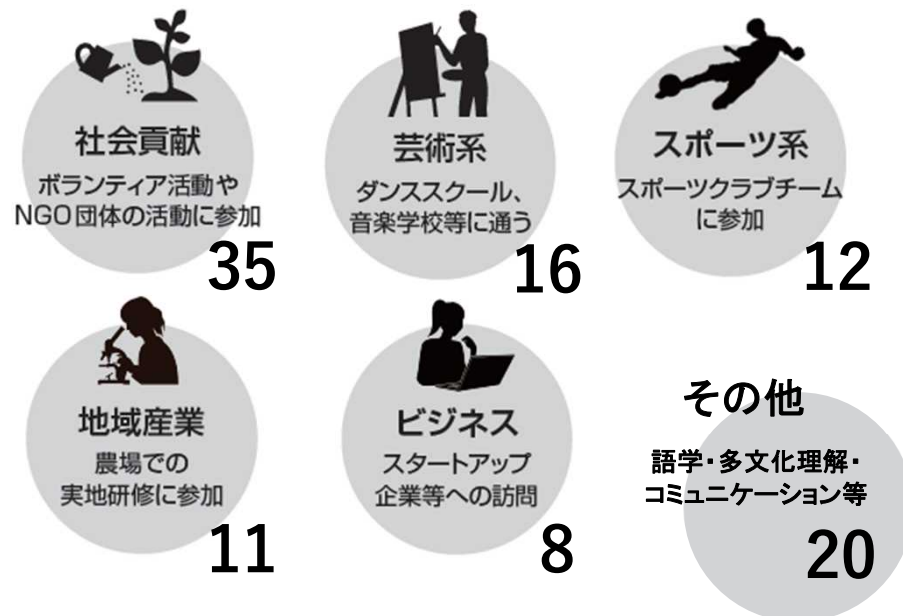 社会貢献
ボランティア活動や
NGO団体の活動に参加
35
芸術系
ダンススクール、
音楽学校等に通う
16
スポーツ系
スポーツクラブチーム
に参加
12
地域産業
農場での
実地研修に参加
11
ビジネス
スタートアップ
企業等への訪問
8
その他
語学・多文化理解・
コミュニケーション等
20